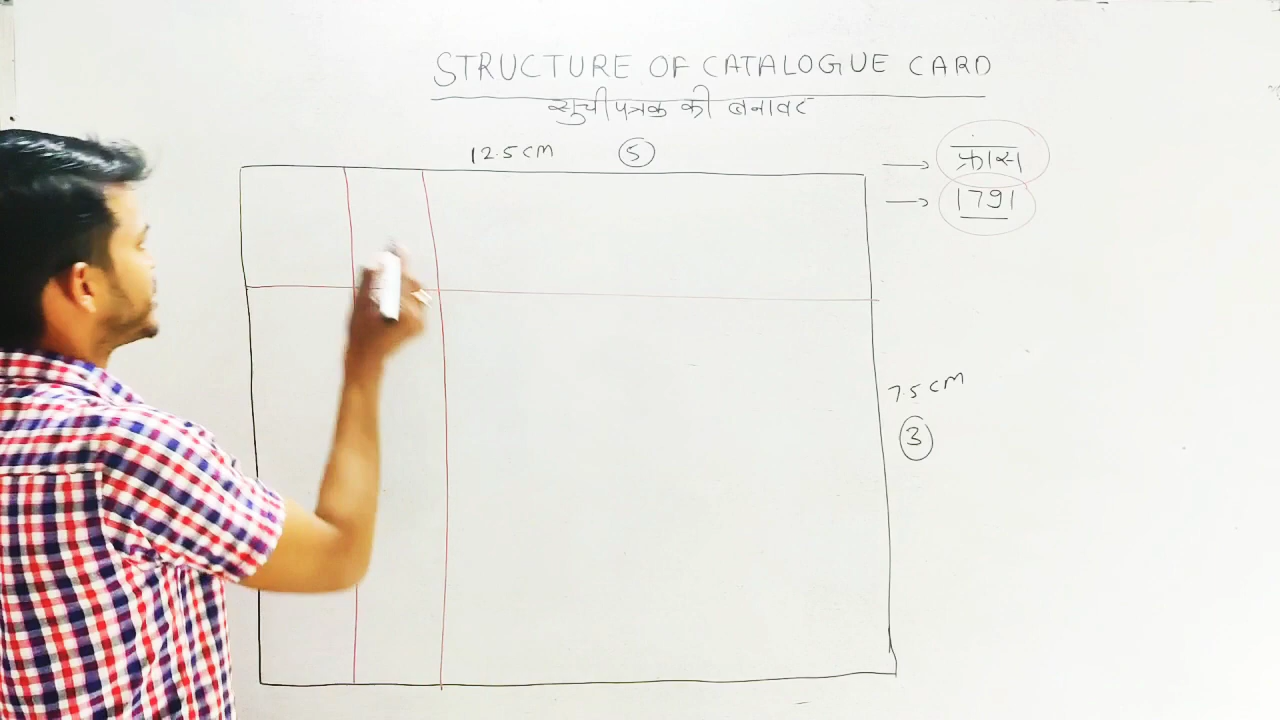 STRUCTURE OF CATALOGUE CARD
सुचीपत्रक की बनावट
12.5 CM 5
→ फ्रांस
→ 1791
7.5 CM
3